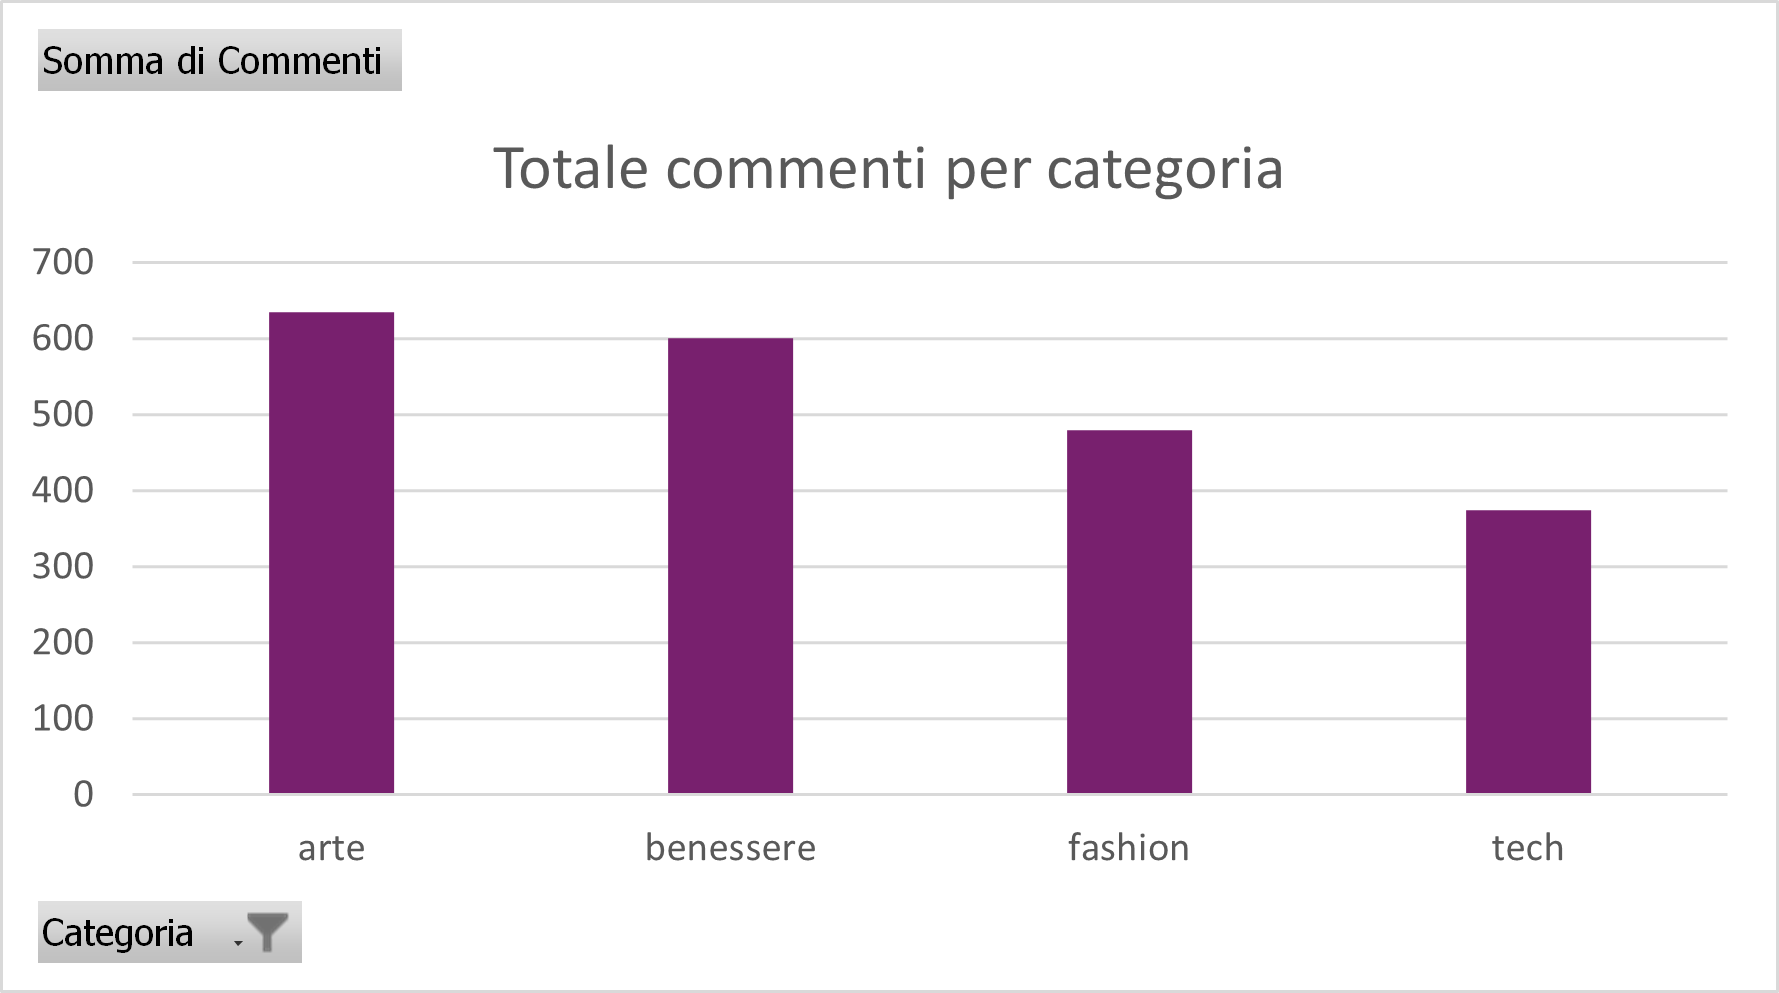 Somma di Commenti
Totale commenti per categoria
700
600
500
400
300
200
100
0
arte benessere fashion tech
Categoria